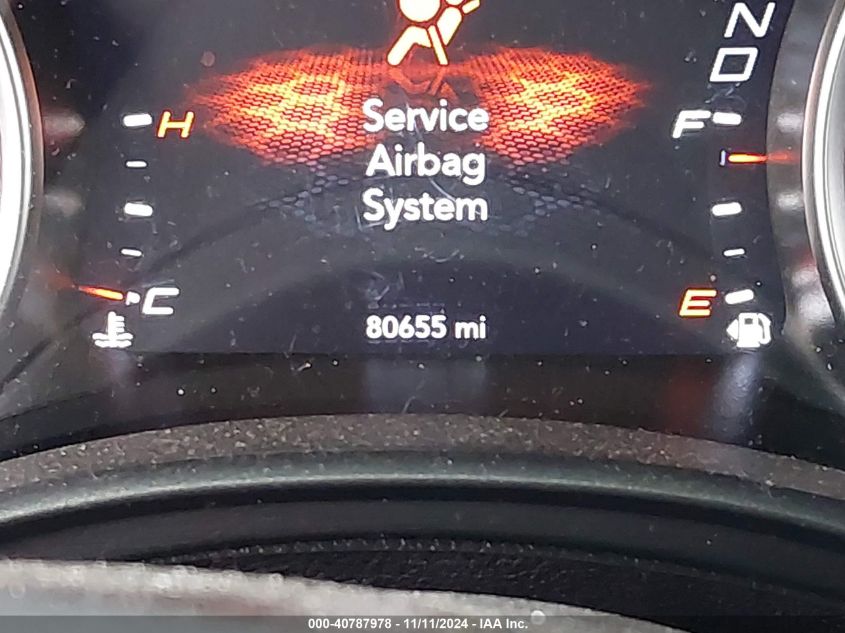 N
D
H
F
Service
Airbag
System
C
E
80655 mi
000-40787978 - 11/11/2024 - IAA Inc.